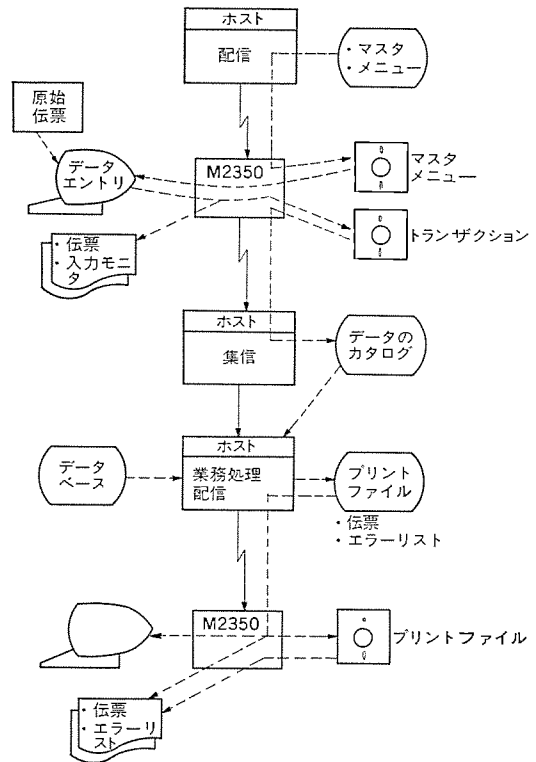 ホスト
配信
・マスタ
・メニュー
原始
伝票
データ
エントリ
M2350
マスタ
メニュー
・伝票
・入力モニ
タ
トランザクション
ホスト
集信
データの
カタログ
ホスト
業務処理
配信
データ
ベース
プリント
ファイル
・伝票
・エラーリスト
M2350
プリントファイル
・伝票
・エラーリ
スト